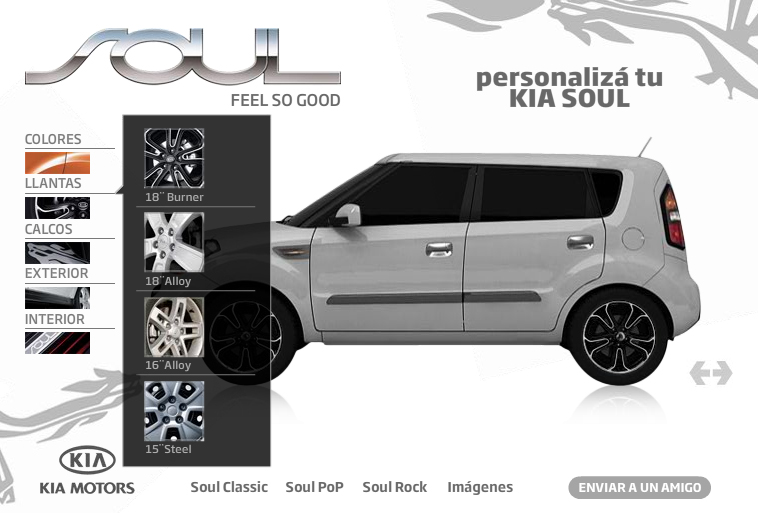 SOUL
FEEL SO GOOD
personalizá tu
KIA SOUL
COLORES
LLANTAS
CALCOS
EXTERIOR
INTERIOR
18¨ Burner
18¨Alloy
16¨Alloy
15¨Steel
KIA
KIA MOTORS
Soul Classic
Soul PoP
Soul Rock
Imágenes
ENVIAR A UN AMIGO